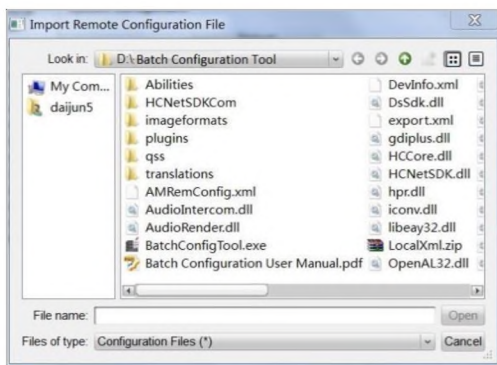 Import Remote Configuration File
Look in: D:\Batch Configuration Tool
My Com...
daijun5
Abilities
HCNetSDKCom
imageformats
plugins
qss
translations
AMRemConfig.xml
AudioIntercom.dll
AudioRender.dll
BatchConfigTool.exe
Batch Configuration User Manual.pdf
DevInfo.xml
DsSdk.dll
export.xml
gdiplus.dll
HCCore.dll
HCNetSDK.dll
hpr.dll
iconv.dll
libeay32.dll
LocalXml.zip
OpenAL32.dll
File name: Open
Files of type: Configuration Files (*) Cancel